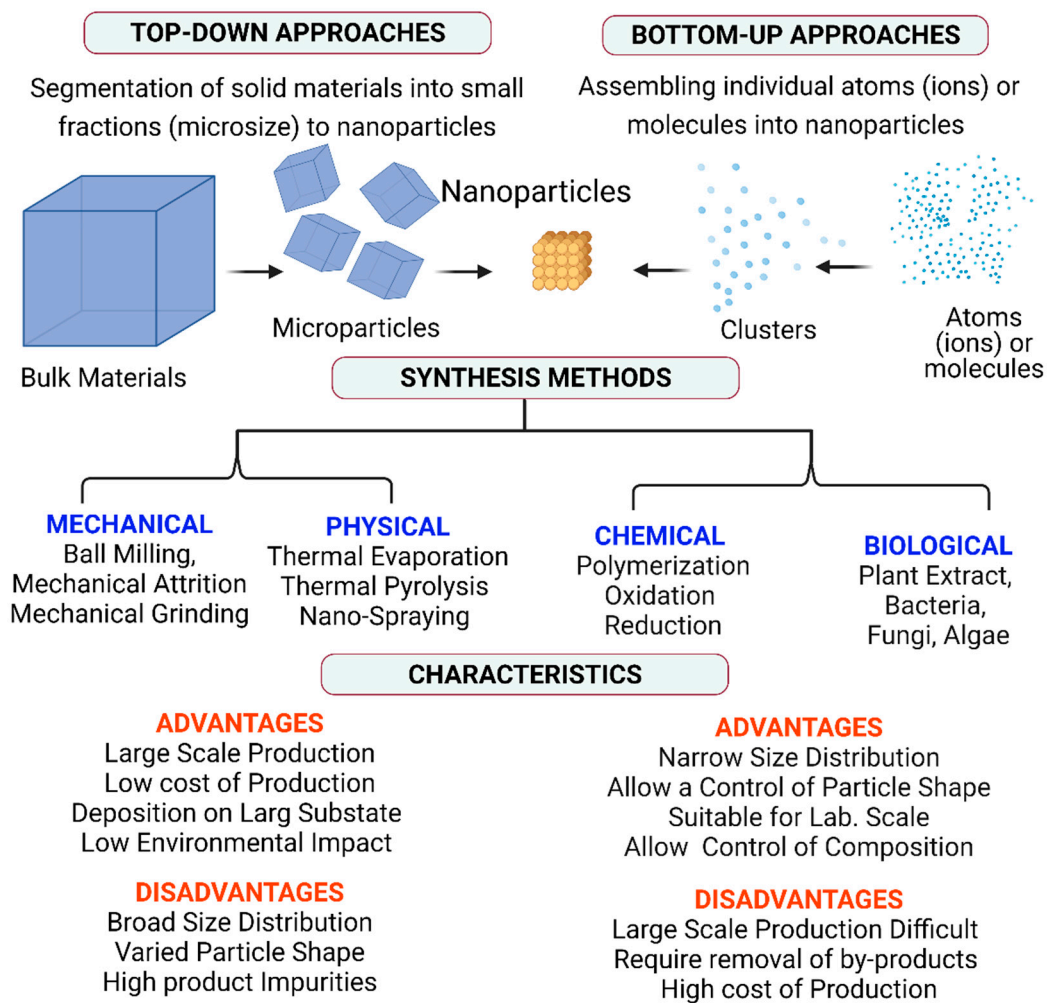 TOP-DOWN APPROACHES
Segmentation of solid materials into small
fractions (microsize) to nanoparticles
BOTTOM-UP APPROACHES
Assembling individual atoms (ions) or
molecules into nanoparticles
Bulk Materials
Microparticles
Nanoparticles
Clusters
Atoms
(ions) or
molecules
SYNTHESIS METHODS
MECHANICAL
Ball Milling,
Mechanical Attrition
Mechanical Grinding
PHYSICAL
Thermal Evaporation
Thermal Pyrolysis
Nano-Spraying
CHEMICAL
Polymerization
Oxidation
Reduction
BIOLOGICAL
Plant Extract,
Bacteria,
Fungi, Algae
CHARACTERISTICS
ADVANTAGES
Large Scale Production
Low cost of Production
Deposition on Larg Substate
Low Environmental Impact
DISADVANTAGES
Broad Size Distribution
Varied Particle Shape
High product Impurities
ADVANTAGES
Narrow Size Distribution
Allow a Control of Particle Shape
Suitable for Lab. Scale
Allow Control of Composition
DISADVANTAGES
Large Scale Production Difficult
Require removal of by-products
High cost of Production